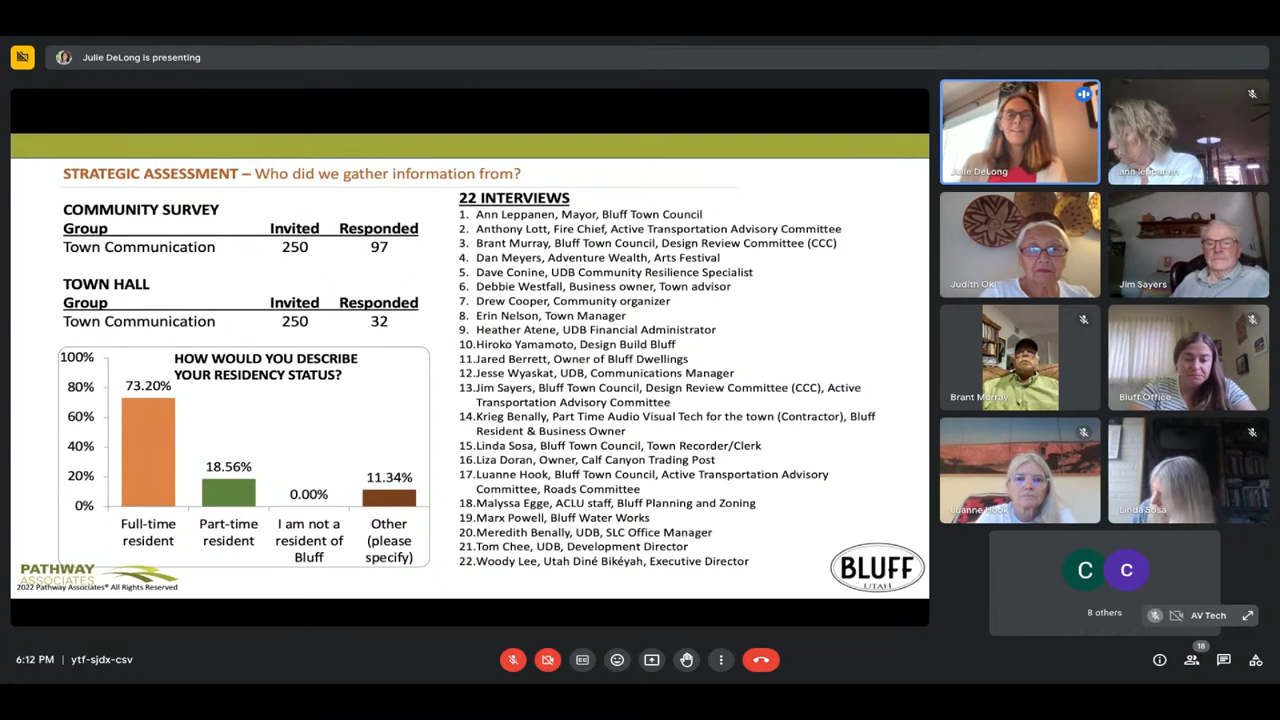 Julie DeLong is presenting
STRATEGIC ASSESSMENT – Who did we gather information from?
COMMUNITY SURVEY
Group Invited Responded
Town Communication 250 97
TOWN HALL
Group Invited Responded
Town Communication 250 32
HOW WOULD YOU DESCRIBE
YOUR RESIDENCY STATUS?
100%
80%
60%
40%
20%
0%
73.20%
18.56%
0.00%
11.34%
Full-time
resident
Part-time
resident
I am not a
resident of
Bluff
Other
(please
specify)
PATHWAY
ASSOCIATES
2022 Pathway Associates® All Rights Reserved
22 INTERVIEWS
1. Ann Leppanen, Mayor, Bluff Town Council
2. Anthony Lott, Fire Chief, Active Transportation Advisory Committee
3. Brant Murray, Bluff Town Council, Design Review Committee (CCC)
4. Dan Meyers, Adventure Wealth, Arts Festival
5. Dave Conine, UDB Community Resilience Specialist
6. Debbie Westfall, Business owner, Town advisor
7. Drew Cooper, Community organizer
8. Erin Nelson, Town Manager
9. Heather Atene, UDB Financial Administrator
10.Hiroko Yamamoto, Design Build Bluff
11.Jared Berrett, Owner of Bluff Dwellings
12.Jesse Wyaskat, UDB, Communications Manager
13.Jim Sayers, Bluff Town Council, Design Review Committee (CCC), Active
Transportation Advisory Committee
14.Krieg Benally, Part Time Audio Visual Tech for the town (Contractor), Bluff
Resident & Business Owner
15.Linda Sosa, Bluff Town Council, Town Recorder/Clerk
16.Liza Doran, Owner, Calf Canyon Trading Post
17.Luanne Hook, Bluff Town Council, Active Transportation Advisory
Committee, Roads Committee
18.Malyssa Egge, ACLU staff, Bluff Planning and Zoning
19.Marx Powell, Bluff Water Works
20.Meredith Benally, UDB, SLC Office Manager
21.Tom Chee, UDB, Development Director
22.Woody Lee, Utah Diné Bikéyah, Executive Director
BLUFF
UTAH
Julie DeLong
ann leppanen
Judith Oki
Jim Sayers
Brant Murray
Bluff Office
Luanne Hook
Linda Sosa
C
C
8 others
AV Tech
6:12 PM | ytf-sjdx-csv
18